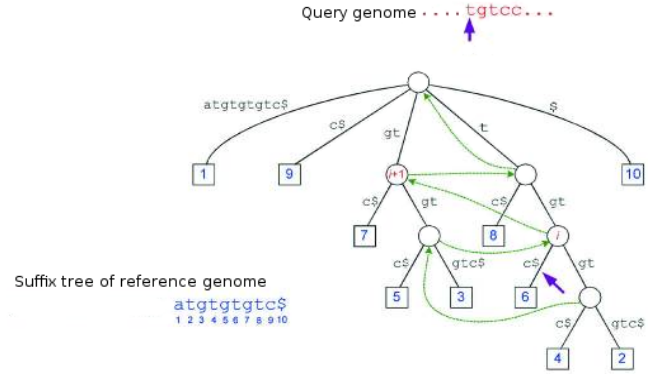 Query genome ....tgtcc...
atgtgtgtc$
c$
gt
t
$
1
9
i+1
10
c$
gt
c$
gt
7
8
i
c$
gtc$
c$
gt
5
3
6
c$
gtc$
4
2
Suffix tree of reference genome
atgtgtgtc$
1 2 3 4 5 6 7 8 9 10